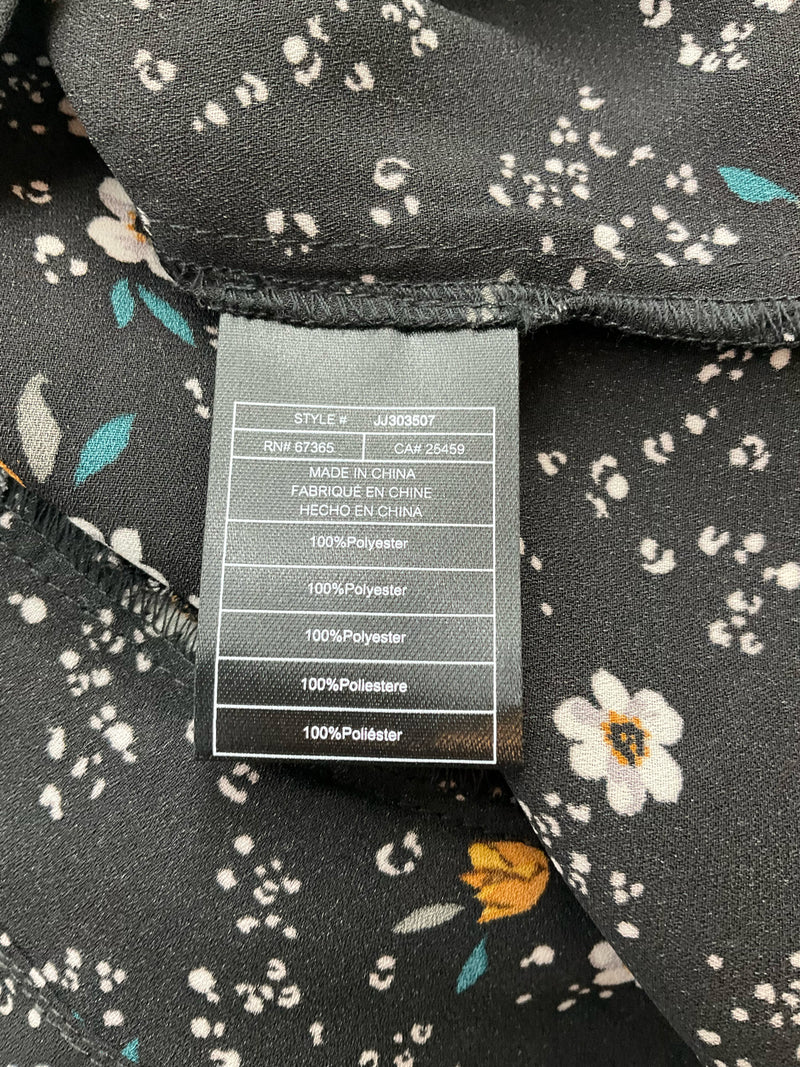 STYLE # JJ303507
RN# 67365 CA# 25459
MADE IN CHINA
FABRIQUÉ EN CHINE
HECHO EN CHINA
100%Polyester
100%Polyester
100%Polyester
100%Poliestere
100%Poliéster